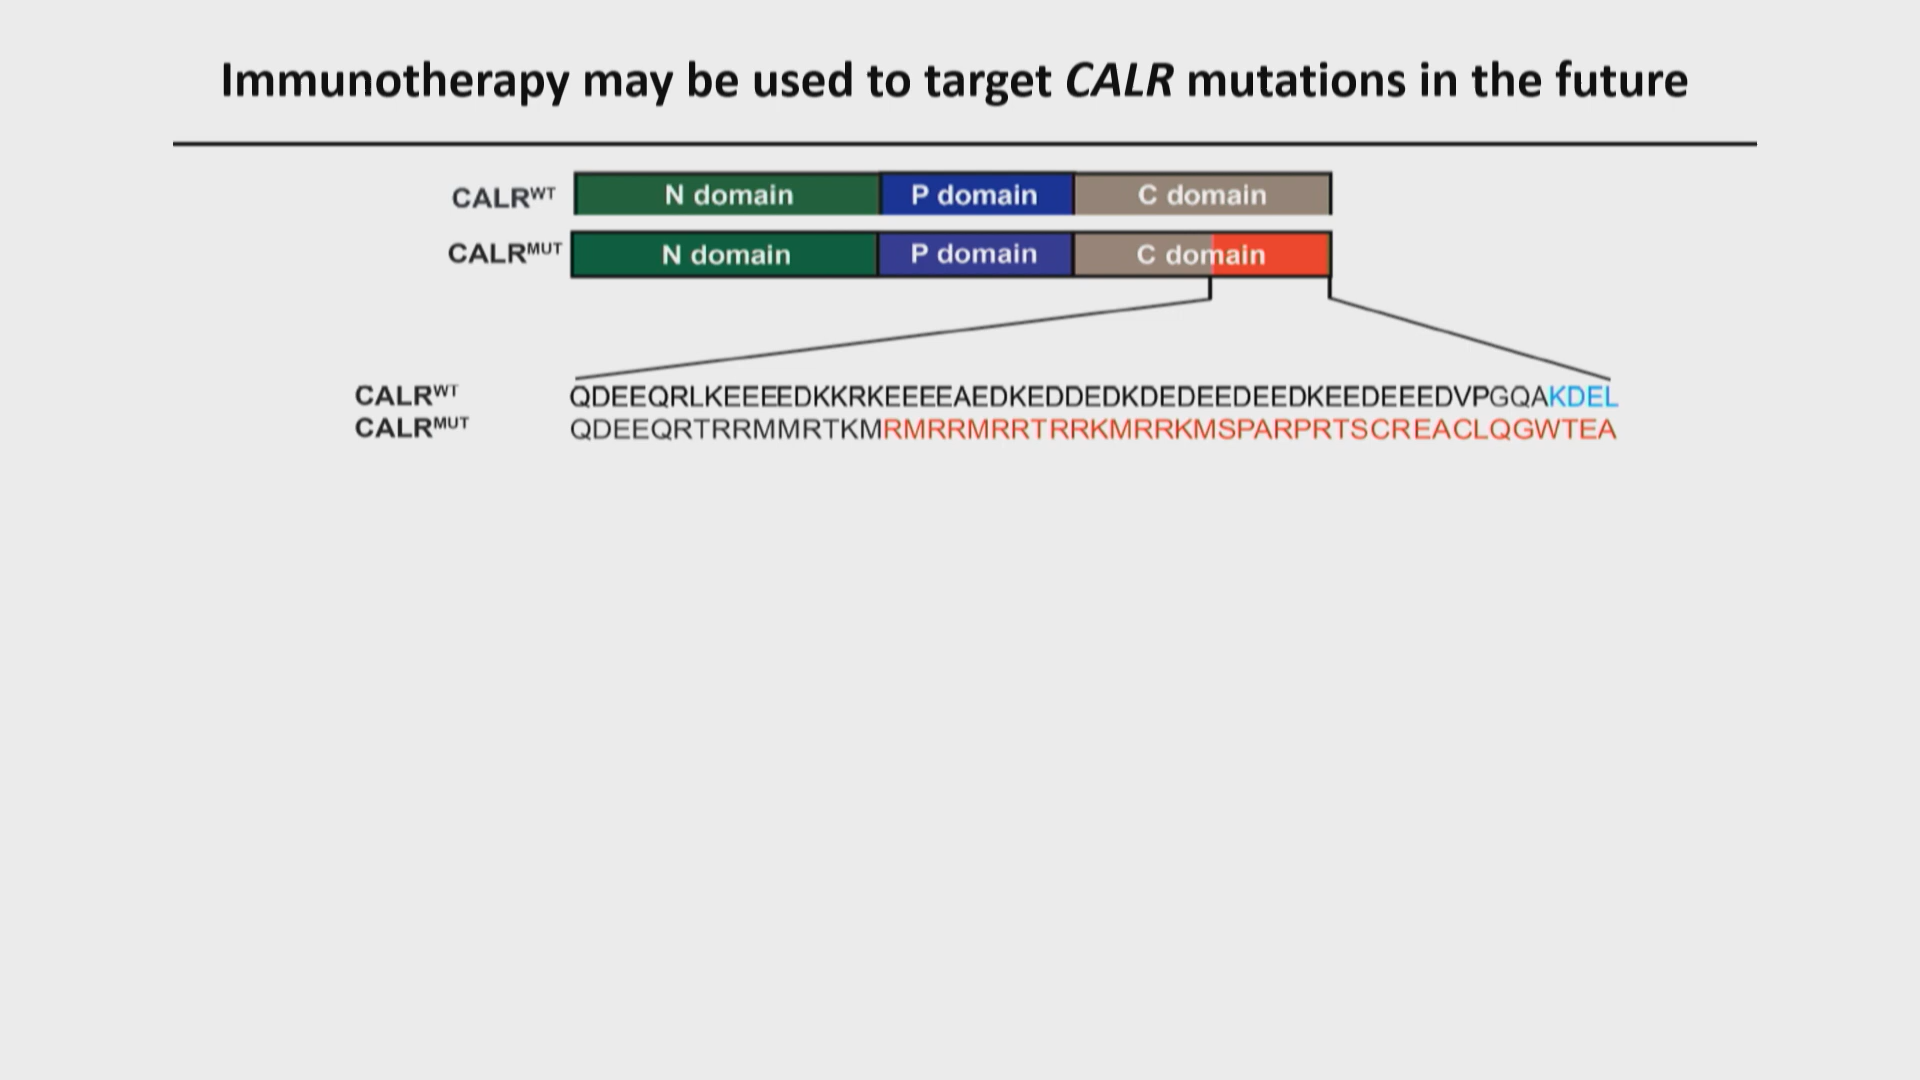 Immunotherapy may be used to target CALR mutations in the future
CALRWT N domain P domain C domain
CALRMUT N domain P domain C domain
CALRWT QDEEQRLKEEEEDKKRKEEEEAEDKEDDEDKDEDEEDEEDKEEDEEEDVPGQAKDEL
CALRMUT QDEEQRTRRMMRTKMRMRRMRRTRRKMRRKMSPARPRTSCREACLQGWTEA